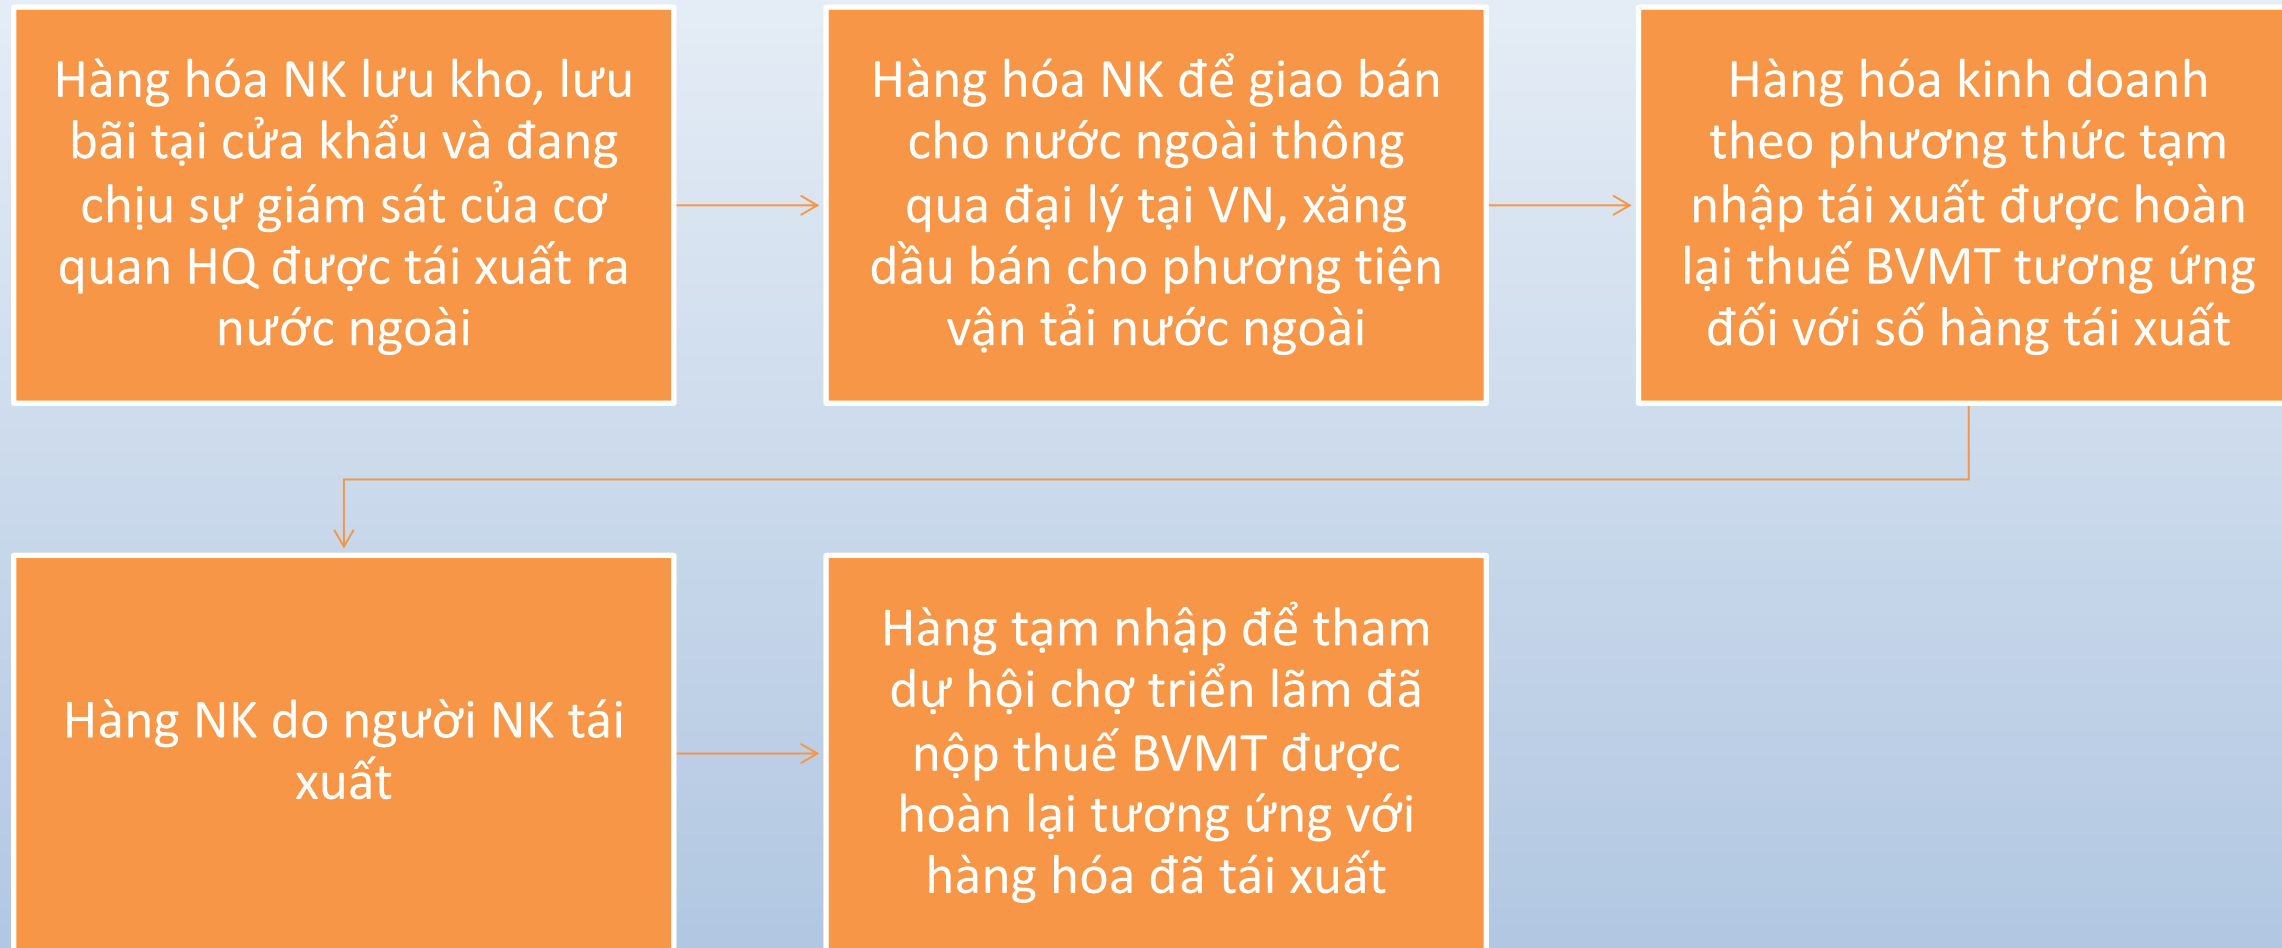 Hàng hóa NK lưu kho, lưu
bãi tại cửa khẩu và đang
chịu sự giám sát của cơ
quan HQ được tái xuất ra
nước ngoài
Hàng hóa NK để giao bán
cho nước ngoài thông
qua đại lý tại VN, xăng
dầu bán cho phương tiện
vận tải nước ngoài
Hàng hóa kinh doanh
theo phương thức tạm
nhập tái xuất được hoàn
lại thuế BVMT tương ứng
đối với số hàng tái xuất
Hàng NK do người NK tái
xuất
Hàng tạm nhập để tham
dự hội chợ triển lãm đã
nộp thuế BVMT được
hoàn lại tương ứng với
hàng hóa đã tái xuất